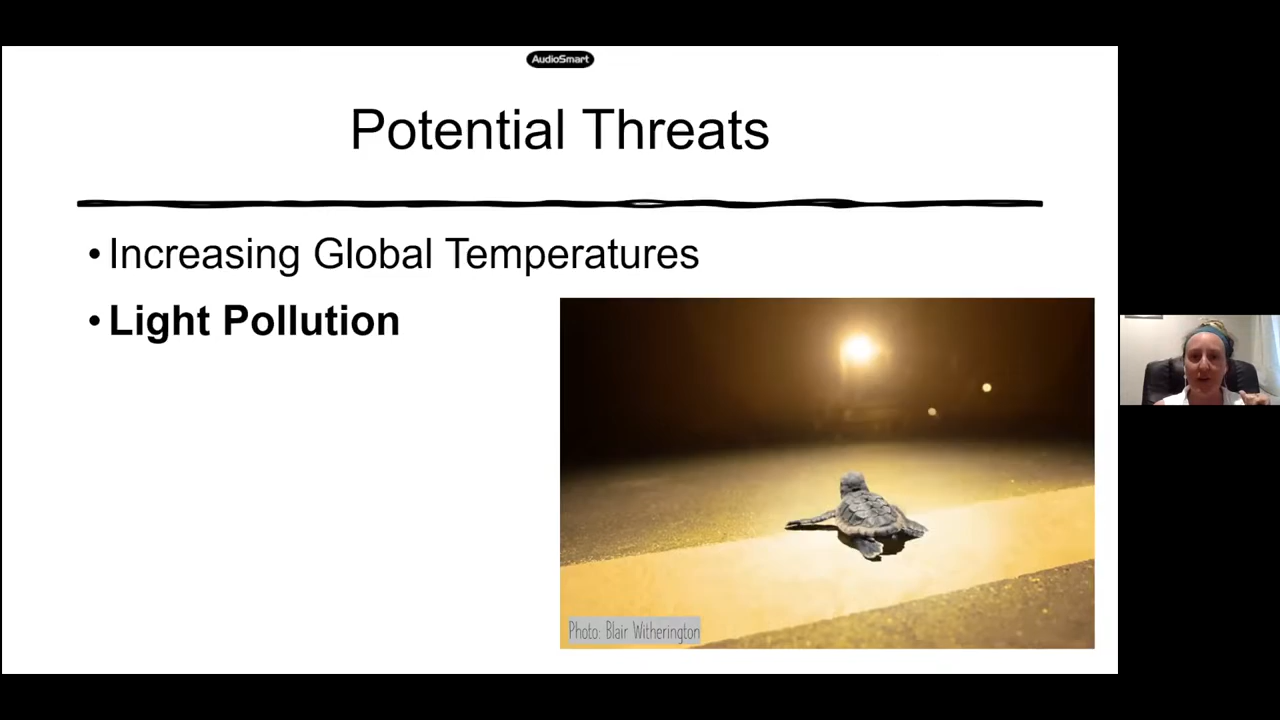 AudioSmart
Potential Threats
• Increasing Global Temperatures
• Light Pollution
Photo: Blair Witherington